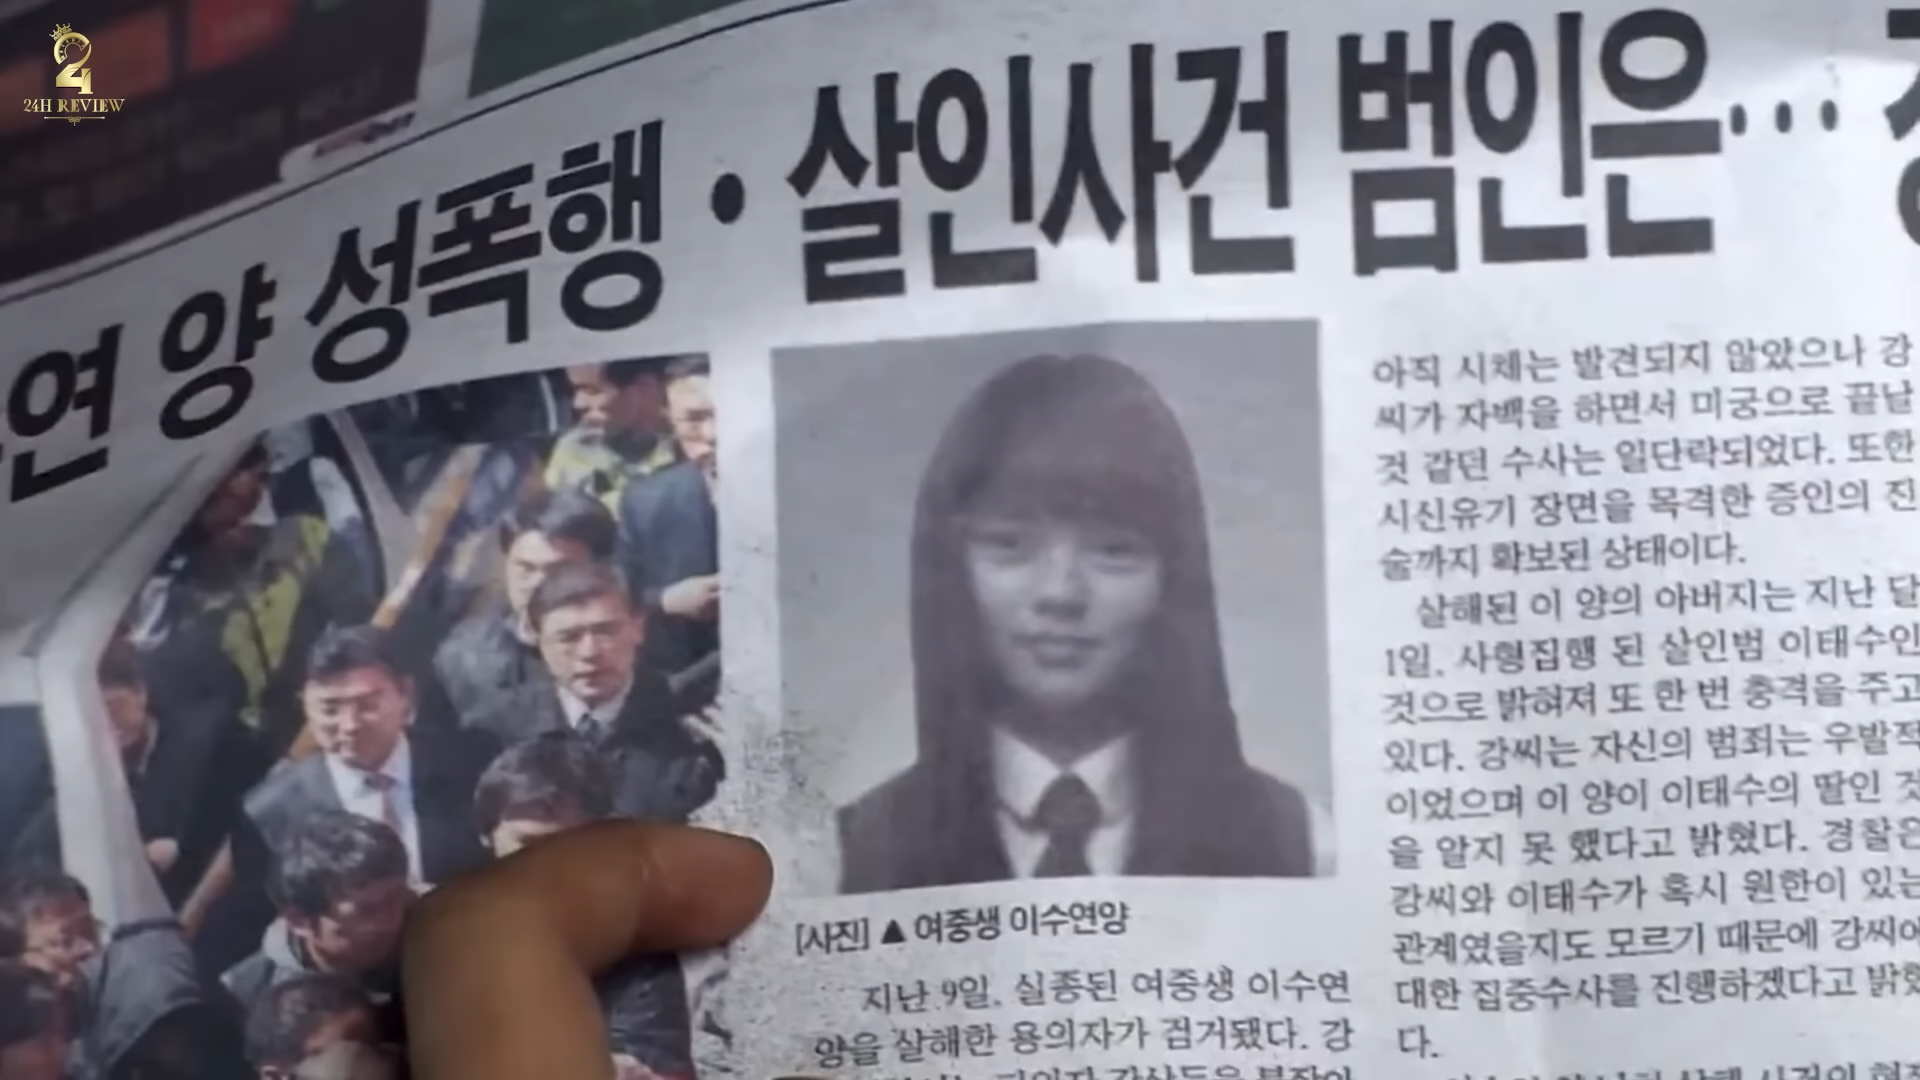 24H REVIEW
연 양 성폭행·살인사건 범인은…
아직 시체는 발견되지 않았으나 강
씨가 자백을 하면서 미궁으로 끝날
것 같던 수사는 일단락되었다. 또한
시신유기 장면을 목격한 증인의 진
술까지 확보된 상태이다.
살해된 이 양의 아버지는 지난 달
1일. 사형집행 된 살인범 이태수인
것으로 밝혀져 또 한 번 충격을 주고
있다. 강씨는 자신의 범죄는 우발적
이었으며 이 양이 이태수의 딸인 것
을 알지 못 했다고 밝혔다. 경찰은
강씨와 이태수가 혹시 원한이 있는
관계였을지도 모르기 때문에 강씨에
대한 집중수사를 진행하겠다고 밝혔
다.
[사진] ▲ 여중생 이수연양
지난 9일. 실종된 여중생 이수연
양을 살해한 용의자가 검거됐다. 강